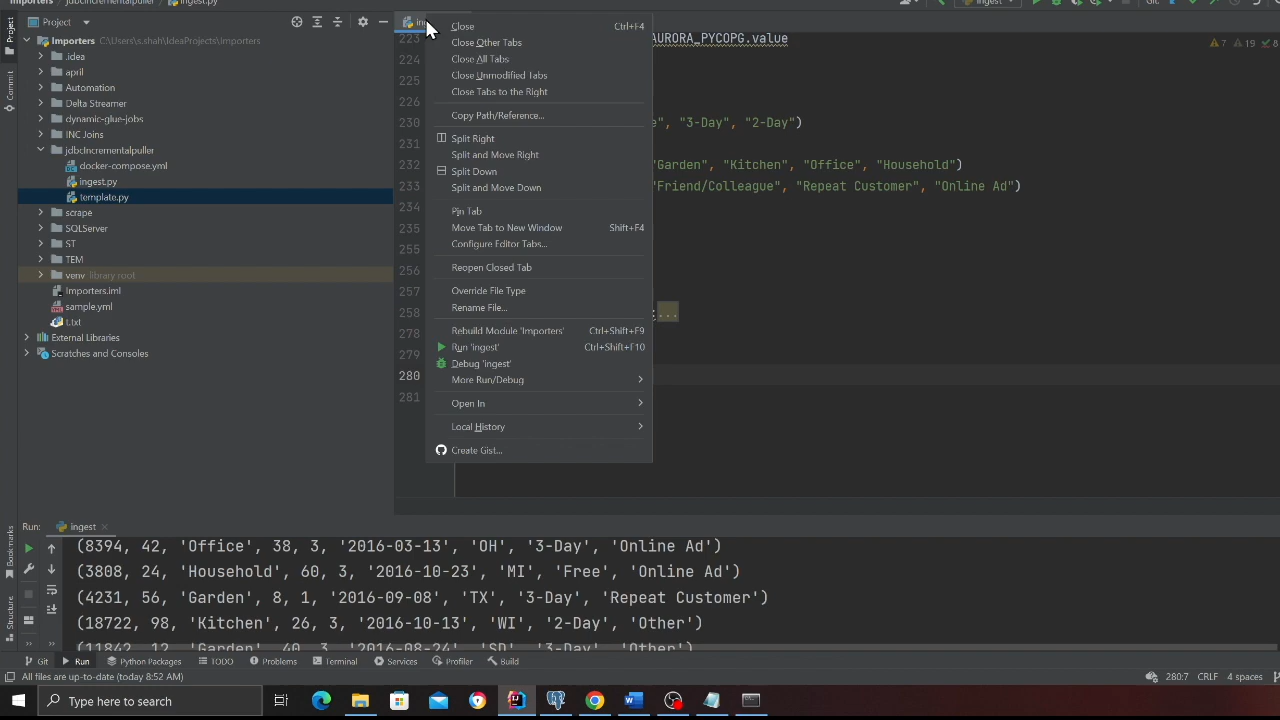 Importers
jdbcIncrementalpuller
ingest.py
ingest
Project
Project
Importers C:\Users\s.shah\IdeaProjects\Importers
.idea
april
Automation
Delta Streamer
dynamic-glue-jobs
INC Joins
jdbcIncrementalpuller
docker-compose.yml
ingest.py
template.py
scrape
SQLServer
ST
TEM
venv library root
Importers.iml
sample.yml
t.txt
External Libraries
Scratches and Consoles
Commit
Bookmarks
Structure
Close Ctrl+F4
Close Other Tabs
Close All Tabs
Close Unmodified Tabs
Close Tabs to the Right
Copy Path/Reference...
Split Right
Split and Move Right
Split Down
Split and Move Down
Pin Tab
Move Tab to New Window Shift+F4
Configure Editor Tabs...
Reopen Closed Tab
Override File Type
Rename File...
Rebuild Module 'Importers' Ctrl+Shift+F9
Run 'ingest' Ctrl+Shift+F10
Debug 'ingest'
More Run/Debug
Open In
Local History
Create Gist...
223 AURORA_PYCOPG.value
224
225
226
230 e", "3-Day", "2-Day")
231
232 "Garden", "Kitchen", "Office", "Household")
233 "Friend/Colleague", "Repeat Customer", "Online Ad")
234
235
255
256
257
258 :...
278
279
280
281
7 19 8
Run: ingest
(8394, 42, 'Office', 38, 3, '2016-03-13', 'OH', '3-Day', 'Online Ad')
(3808, 24, 'Household', 60, 3, '2016-10-23', 'MI', 'Free', 'Online Ad')
(4231, 56, 'Garden', 8, 1, '2016-09-08', 'TX', '3-Day', 'Repeat Customer')
(18722, 98, 'Kitchen', 26, 3, '2016-10-13', 'WI', '2-Day', 'Other')
(11842, 12, 'Garden', 40, 3, '2016-08-24', 'SD', '3-Day', 'Other')
Git Run Python Packages TODO Problems Terminal Services Profiler Build
All files are up-to-date (today 8:52 AM) 280:7 CRLF 4 spaces
Type here to search